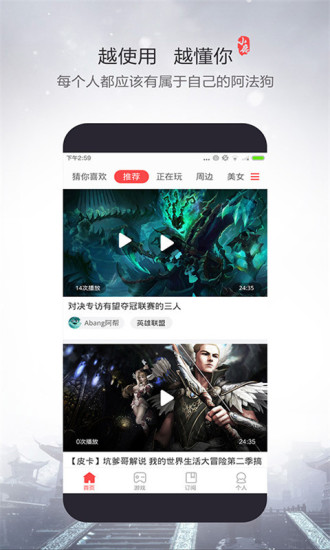 越使用 越懂你
每个人都应该有属于自己的阿法狗
下午2:59
猜你喜欢 推荐 正在玩 周边 美女
14次播放 24:35
对决专访有望夺冠联赛的三人
Abang阿帮 英雄联盟
0次播放 24:35
【皮卡】坑爹哥解说 我的世界生活大冒险第二季搞
首页 游戏 订阅 个人